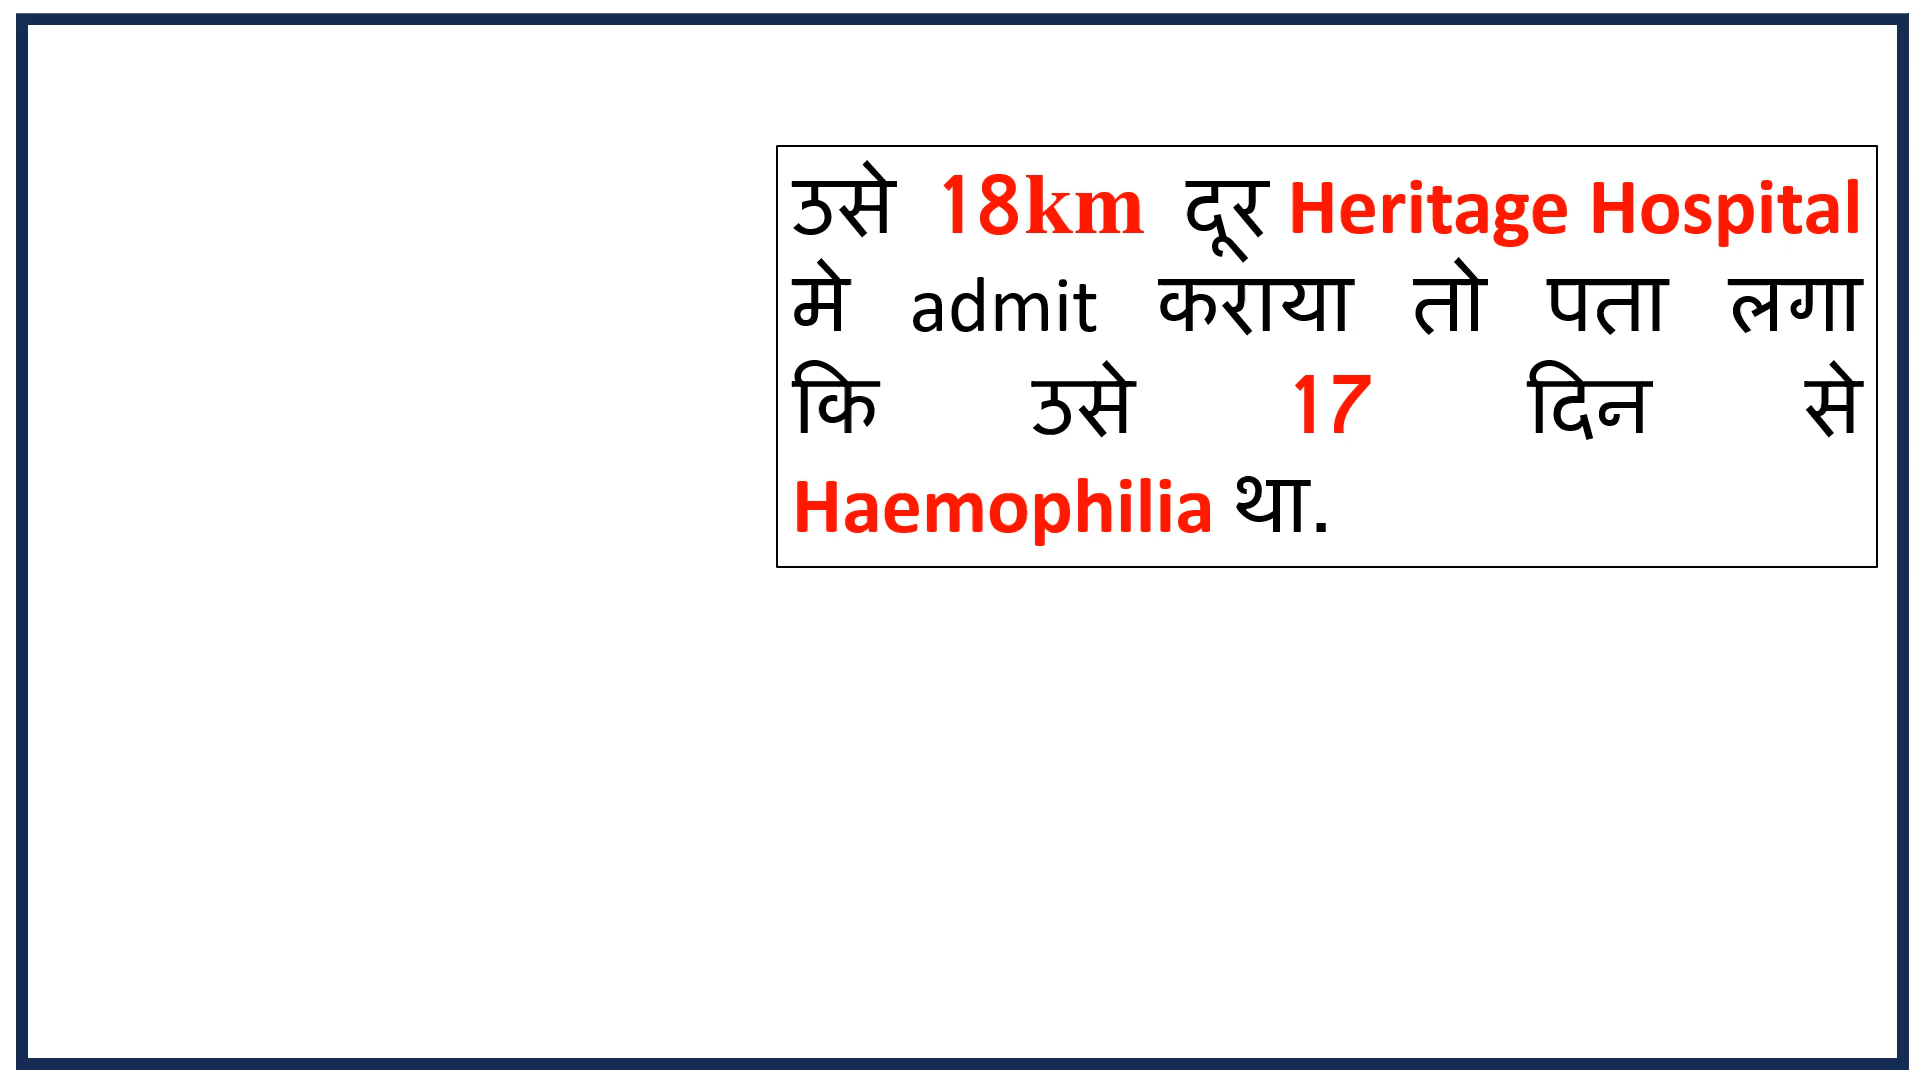 उसे 18km दूर Heritage Hospital
मे admit कराया तो पता लगा
कि उसे 17 दिन से
Haemophilia था.